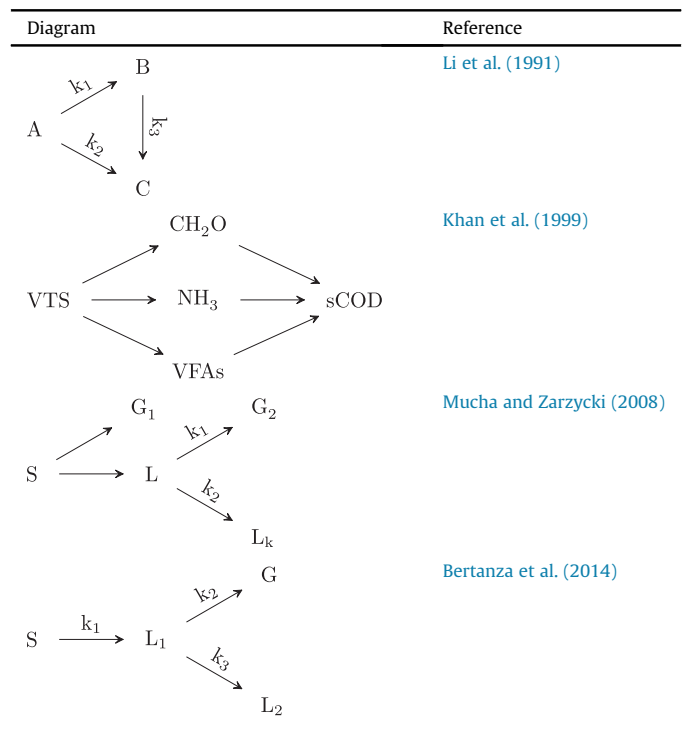 Diagram Reference
B Li et al. (1991)
k₁
A k₃
k₂
C
CH₂O Khan et al. (1999)
VTS NH₃ sCOD
VFAs
G₁ G₂ Mucha and Zarzycki (2008)
k₁
S L
k₂
Lₖ
G Bertanza et al. (2014)
k₂
k₁
S L₁
k₃
L₂